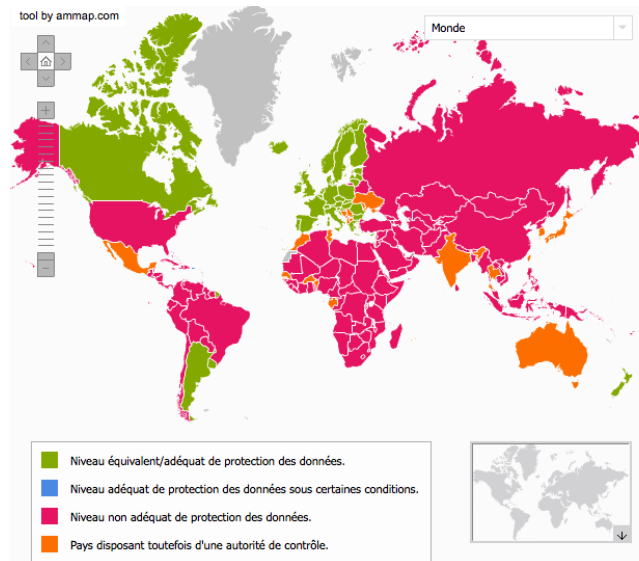 tool by ammap.com
Monde
Niveau équivalent/adéquat de protection des données.
Niveau adéquat de protection des données sous certaines conditions.
Niveau non adéquat de protection des données.
Pays disposant toutefois d'une autorité de contrôle.